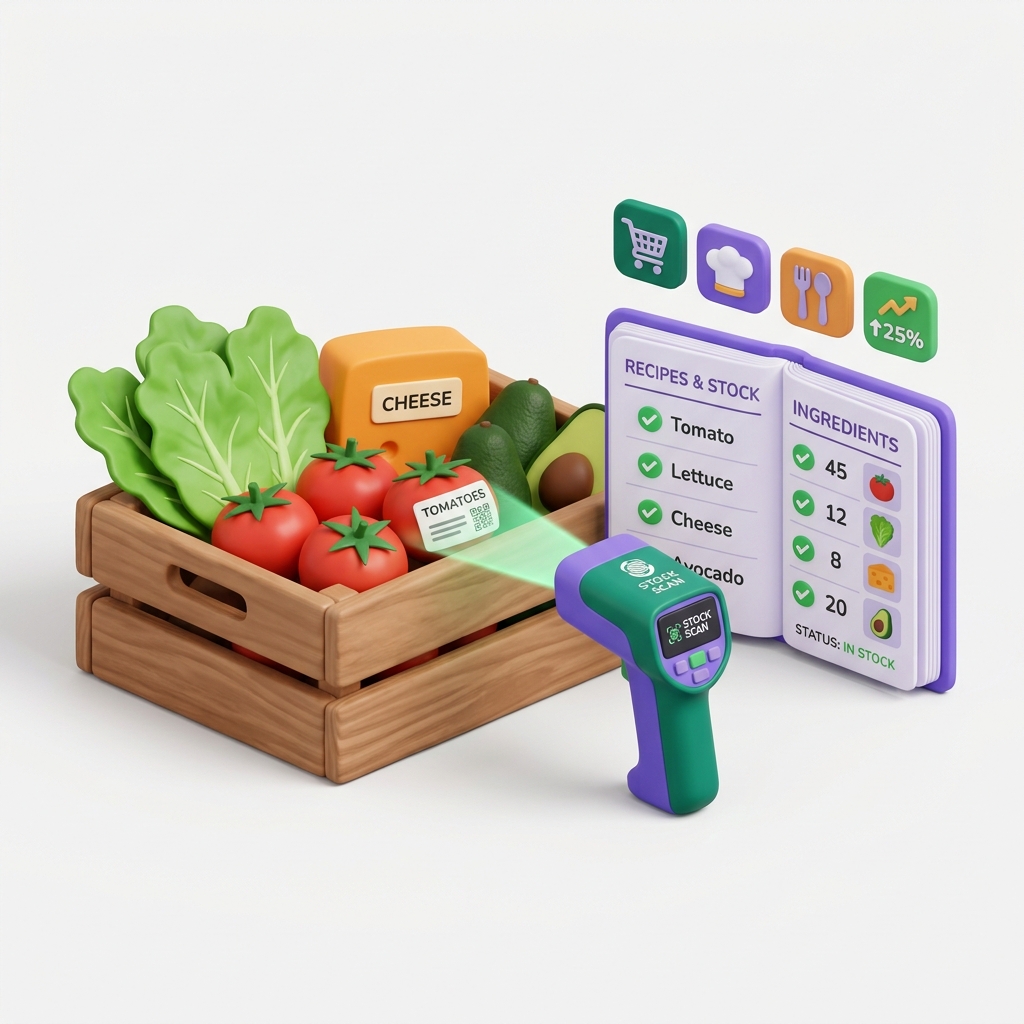 ↑25%
RECIPES & STOCK
Tomato
Lettuce
Cheese
Avocado
INGREDIENTS
45
12
8
20
STATUS: IN STOCK
CHEESE
TOMATOES
STOCK
SCAN
STOCK
SCAN